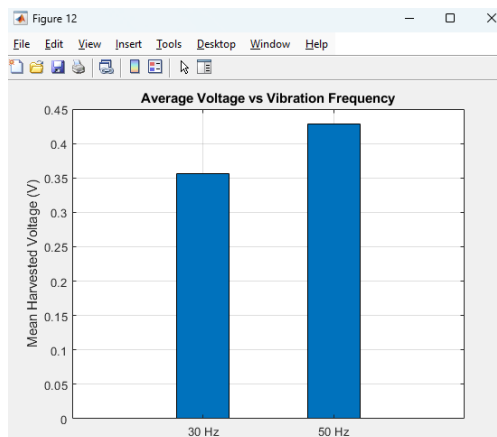 Figure 12
File Edit View Insert Tools Desktop Window Help
Average Voltage vs Vibration Frequency
Mean Harvested Voltage (V)
0.45
0.4
0.35
0.3
0.25
0.2
0.15
0.1
0.05
0
30 Hz 50 Hz